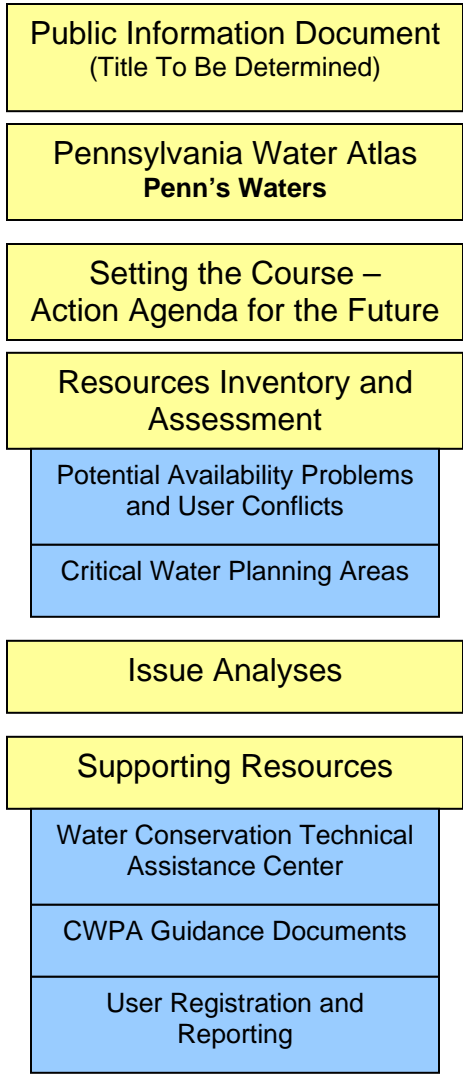 Public Information Document
(Title To Be Determined)
Pennsylvania Water Atlas
Penn's Waters
Setting the Course –
Action Agenda for the Future
Resources Inventory and
Assessment
Potential Availability Problems
and User Conflicts
Critical Water Planning Areas
Issue Analyses
Supporting Resources
Water Conservation Technical
Assistance Center
CWPA Guidance Documents
User Registration and
Reporting